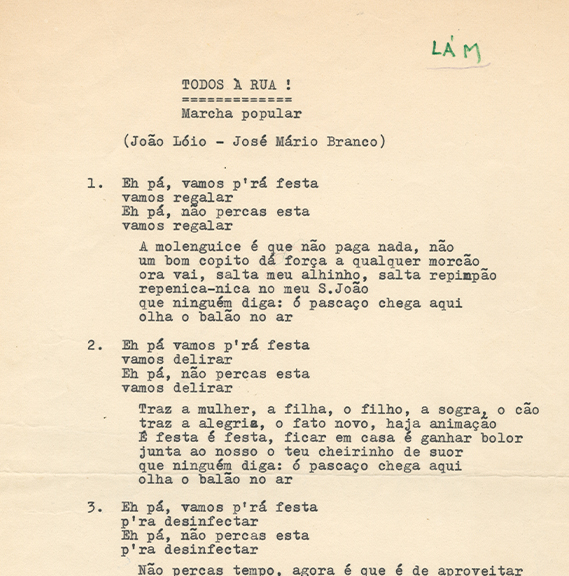 LÁ M
TODOS À RUA !
=============
Marcha popular
(João Lóio - José Mário Branco)
1. Eh pá, vamos p'rá festa
vamos regalar
Eh pá, não percas esta
vamos regalar
A molenguice é que não paga nada, não
um bom copito dá força a qualquer morcão
ora vai, salta meu alhinho, salta repimpão
repenica-nica no meu S.João
que ninguém diga: ó pascaço chega aqui
olha o balão no ar
2. Eh pá vamos p'rá festa
vamos delirar
Eh pá, não percas esta
vamos delirar
Traz a mulher, a filha, o filho, a sogra, o cão
traz a alegria, o fato novo, haja animação
E festa é festa, ficar em casa é ganhar bolor
junta ao nosso o teu cheirinho de suor
que ninguém diga: ó pascaço chega aqui
olha o balão no ar
3. Eh pá, vamos p'rá festa
p'ra desinfectar
Eh pá, não percas esta
p'ra desinfectar
Não percas tempo, agora é que é de aproveitar